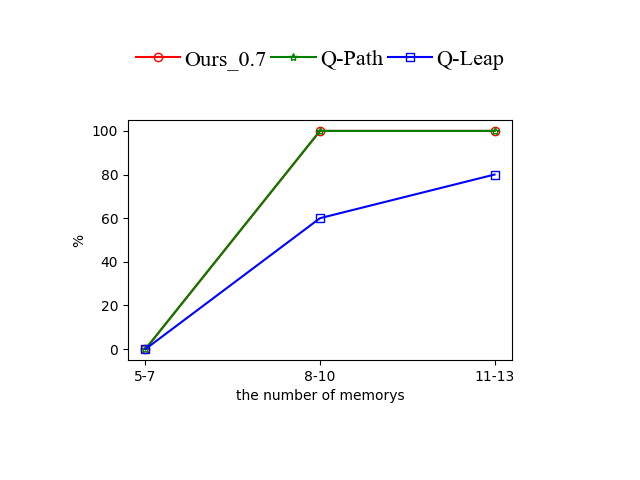 Ours_0.7 Q-Path Q-Leap
100
80
60
40
20
0
%
5-7 8-10 11-13
the number of memorys